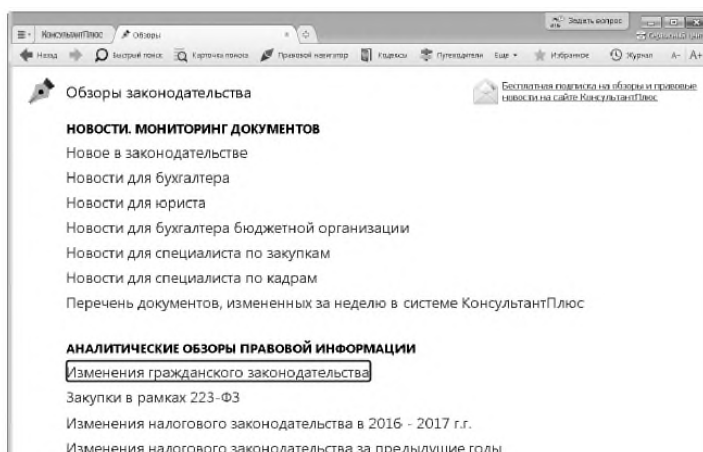 Задать вопрос
КонсультантПлюс
Обзоры
Назад
Быстрый поиск
Карточка поиска
Правовой навигатор
Кодексы
Путеводители
Еще
Избранное
Журнал
А-
А+
Обзоры законодательства
Бесплатная подписка на обзоры и правовые
новости на сайте КонсультантПлюс
НОВОСТИ. МОНИТОРИНГ ДОКУМЕНТОВ
Новое в законодательстве
Новости для бухгалтера
Новости для юриста
Новости для бухгалтера бюджетной организации
Новости для специалиста по закупкам
Новости для специалиста по кадрам
Перечень документов, измененных за неделю в системе КонсультантПлюс
АНАЛИТИЧЕСКИЕ ОБЗОРЫ ПРАВОВОЙ ИНФОРМАЦИИ
Изменения гражданского законодательства
Закупки в рамках 223-ФЗ
Изменения налогового законодательства в 2016 - 2017 г.г.
Изменения налогового законодательства за предыдущие годы